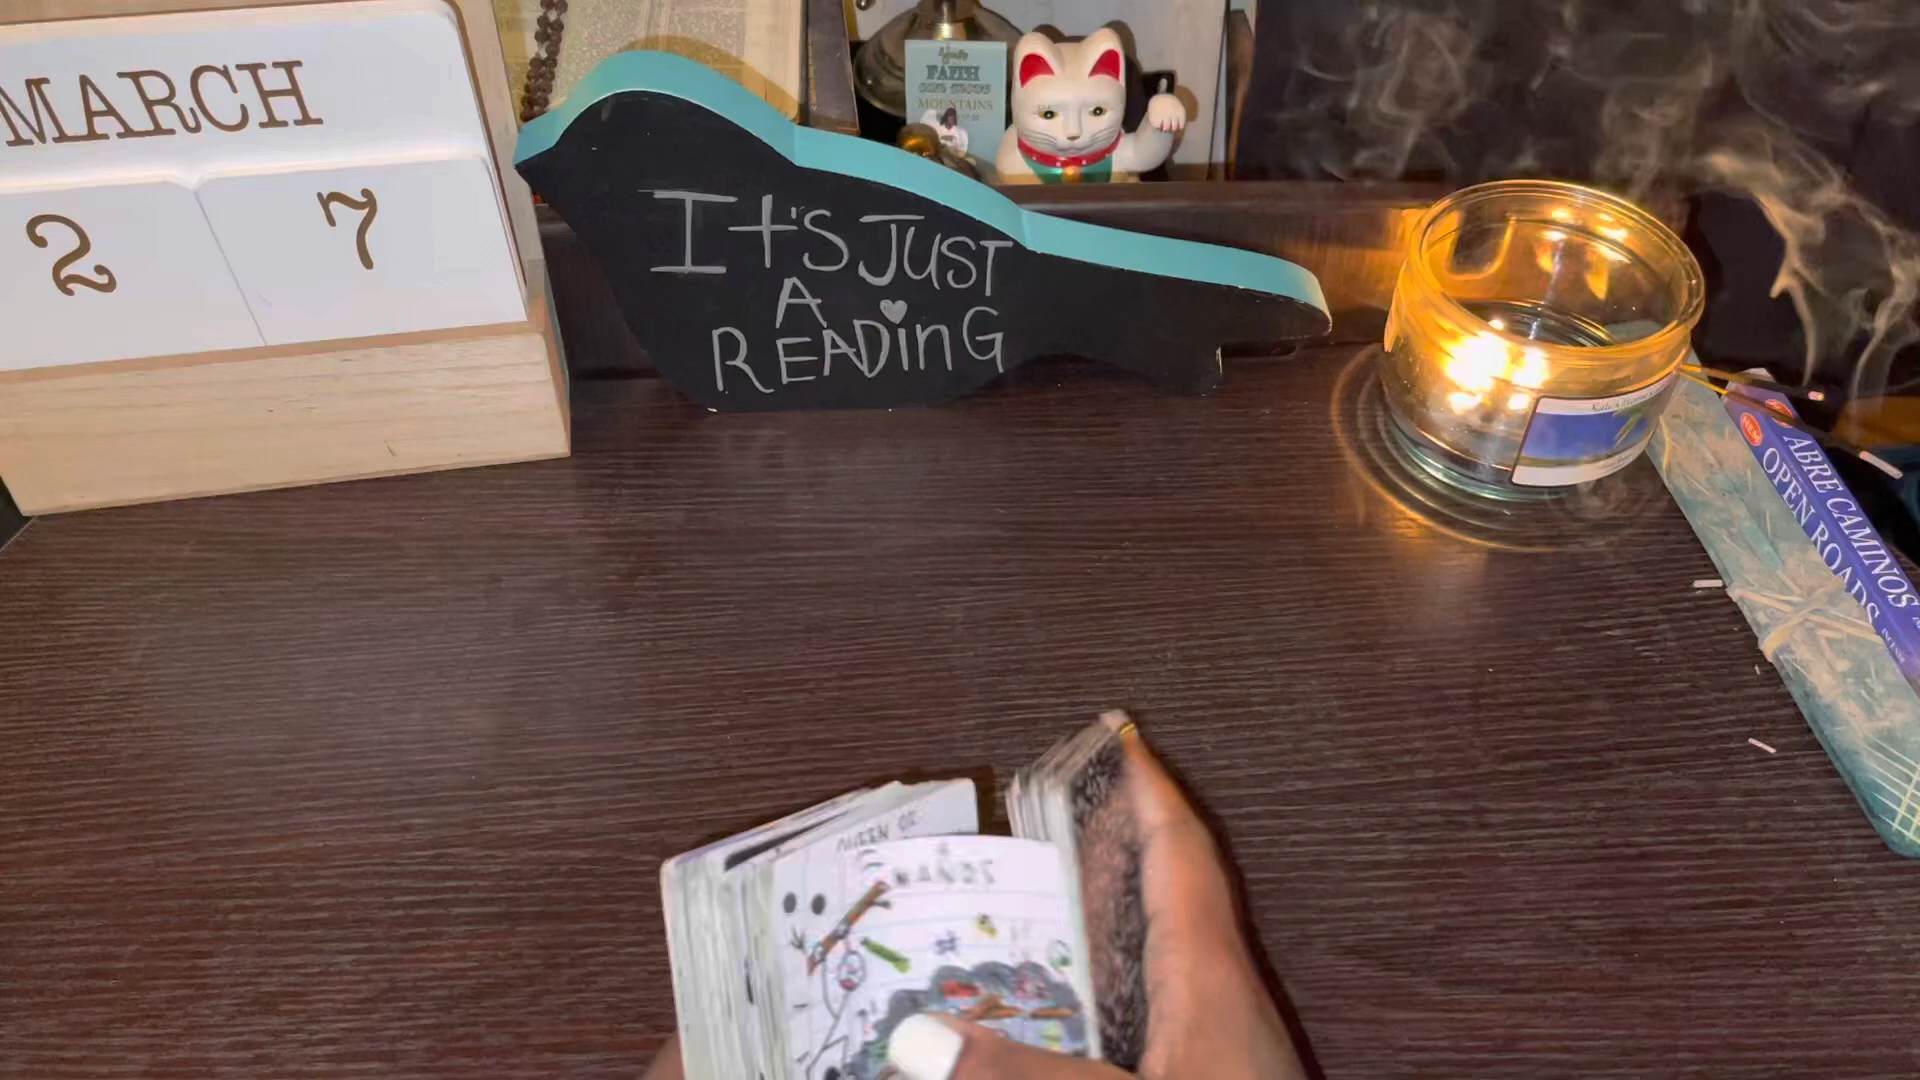 MARCH
2 7
FAITH
MOUNTAINS
It's JUST
A
READinG
ABRE CAMINOS
OPEN ROADS
QUEEN OF
WANDS